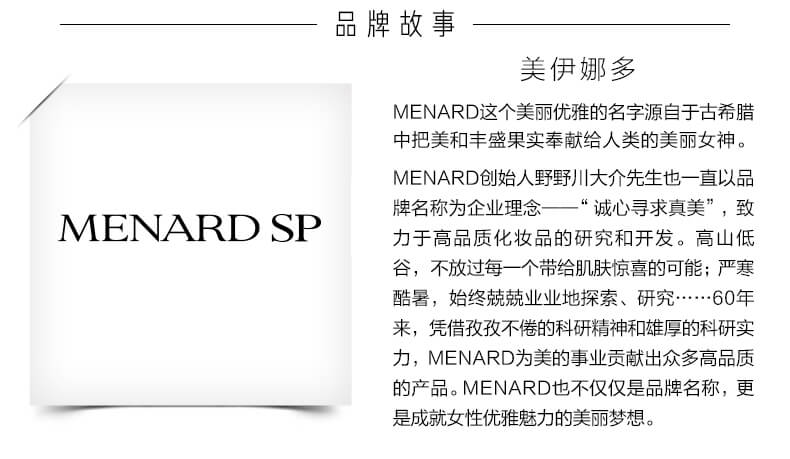 品牌故事
美伊娜多
MENARD SP
MENARD这个美丽优雅的名字源自于古希腊
中把美和丰盛果实奉献给人类的美丽女神。
MENARD创始人野野川大介先生也一直以品
牌名称为企业理念——“诚心寻求真美”,致
力于高品质化妆品的研究和开发。高山低
谷,不放过每一个带给肌肤惊喜的可能;严寒
酷暑,始终兢兢业业地探索、研究……60年
来,凭借孜孜不倦的科研精神和雄厚的科研实
力,MENARD为美的事业贡献出众多高品质
的产品。MENARD也不仅仅是品牌名称,更
是成就女性优雅魅力的美丽梦想。